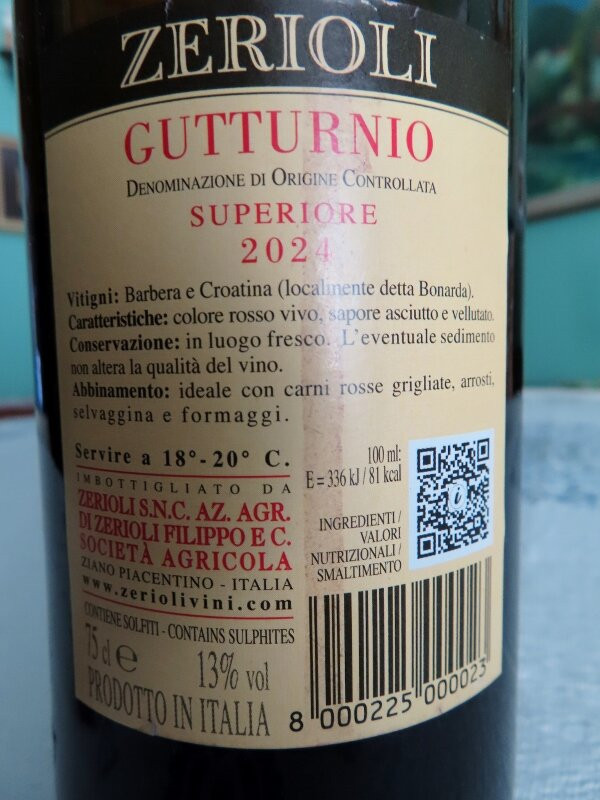 ZERIOLI
GUTTURNIO
DENOMINAZIONE DI ORIGINE CONTROLLATA
SUPERIORE
2024
Vitigni: Barbera e Croatina (localmente detta Bonarda).
Caratteristiche: colore rosso vivo, sapore asciutto e vellutato.
Conservazione: in luogo fresco. L'eventuale sedimento
non altera la qualità del vino.
Abbinamento: ideale con carni rosse grigliate, arrosti,
selvaggina e formaggi.
Servire a 18°-20° C.
IMBOTTIGLIATO DA
ZERIOLI S.N.C. AZ. AGR.
DI ZERIOLI FILIPPO E C.
SOCIETÀ AGRICOLA
ZIANO PIACENTINO - ITALIA
www.zeriolivini.com
CONTIENE SOLFITI - CONTAINS SULPHITES
75 cl e
13% vol
PRODOTTO IN ITALIA
100 ml:
E = 336 kJ / 81 kcal
INGREDIENTI /
VALORI
NUTRIZIONALI /
SMALTIMENTO
8 000225 000023